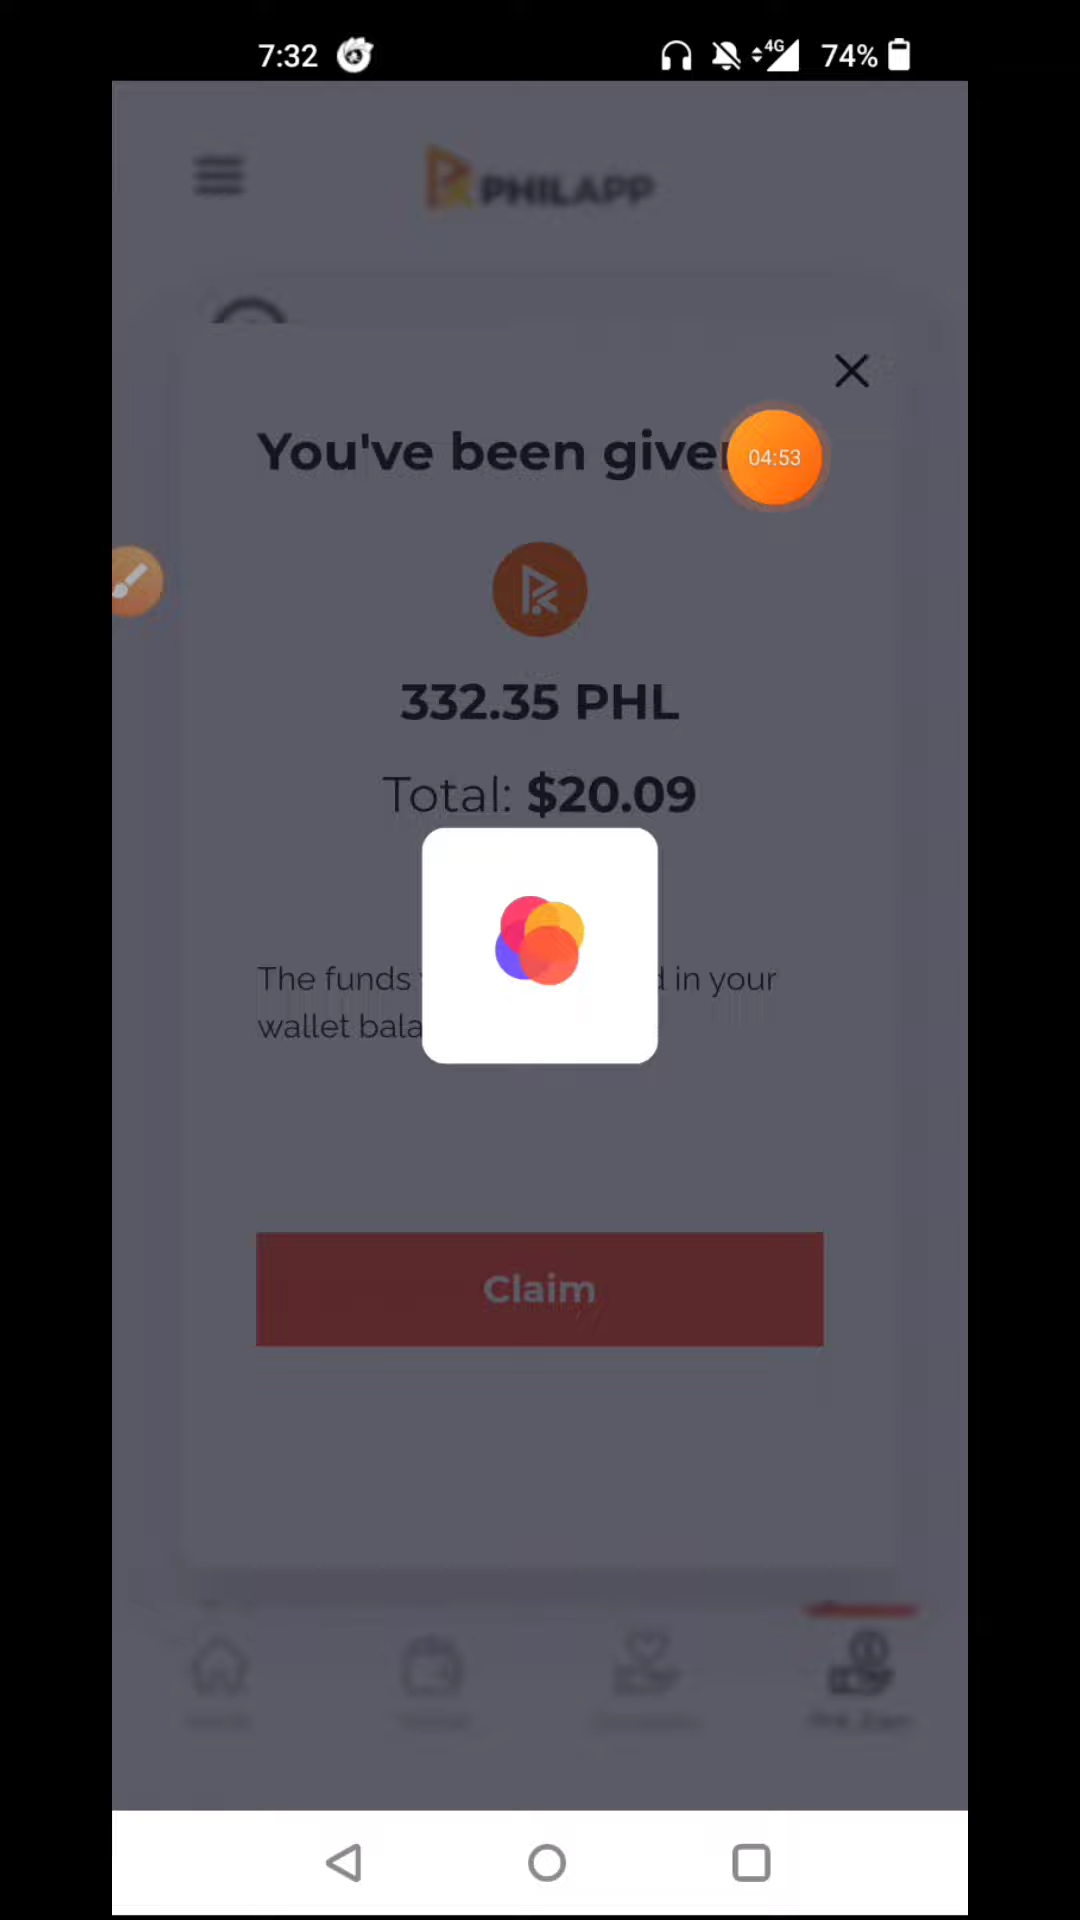 7:32
4G
74%
PHILAPP
You've been give
04:53
332.35 PHL
Total: $20.09
The funds
in your
wallet
Claim